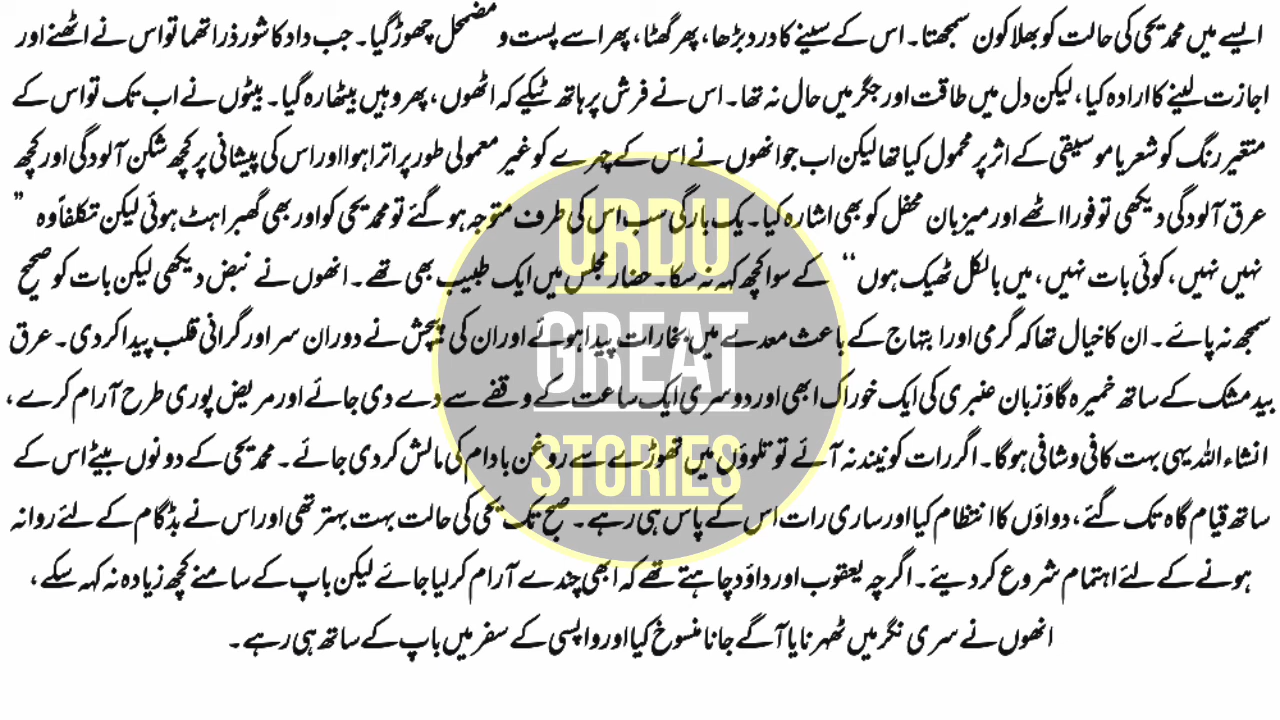 ایسے میں محمد یحیٰ کی حالت کو بھلا کون سمجھتا۔ اس کے سینے کا درد بڑھا، پھر گھٹا، پھر اسے پست و مضمحل چھوڑ گیا۔ جب داد کا شور ذرا تھما تو اس نے اٹھنے اور
اجازت لینے کا ارادہ کیا، لیکن دل میں طاقت اور جگر میں حال نہ تھا۔ اس نے فرش پر ہاتھ ٹیکے کہ اٹھوں، پھر وہیں بیٹھا رہ گیا۔ بیٹوں نے اب تک تو اس کے
متغیر رنگ کو شعر یا موسیقی کے اثر پر محمول کیا تھا لیکن اب جو انھوں نے اس کے چہرے کو غیر معمولی طور پر اترا ہوا اور اس کی پیشانی پر کچھ شکن آلودگی اور کچھ
عرق آلودگی دیکھی تو فورا اٹھے اور میزبان محفل کو بھی اشارہ کیا۔ یک بارگی سب اس کی طرف متوجہ ہو گئے تو محمد یحیٰ کو اور بھی گھبراہٹ ہوئی لیکن تکلفاً وہ ”
نہیں نہیں، کوئی بات نہیں، میں بالکل ٹھیک ہوں‘‘ کے سوا کچھ کہہ نہ سکا۔ حضار مجلس میں ایک طبیب بھی تھے۔ انھوں نے نبض دیکھی لیکن بات کو صحیح
سمجھ نہ پائے۔ ان کا خیال تھا کہ گرمی اور ابتہاج کے باعث معدے میں بخارات پیدا ہوئے اور ان کی پیچش نے دوران سر اور گرانی قلب پیدا کر دی۔ عرق
بید مشک کے ساتھ خمیرہ گاؤزبان عنبری کی ایک خوراک ابھی اور دوسری ایک ساعت کے وقفے سے دے دی جائے اور مریض پوری طرح آرام کرے،
انشاء اللہ یہی بہت کافی و شافی ہوگا۔ اگر رات کو نیند نہ آئے تو تلوؤں میں تھوڑے سے روغن بادام کی مالش کر دی جائے۔ محمد یحیٰ کے دونوں بیٹے اس کے
ساتھ قیام گاہ تک گئے، دواؤں کا انتظام کیا اور ساری رات اس کے پاس ہی رہے۔ صبح تک یحیٰ کی حالت بہت بہتر تھی اور اس نے بڈگام کے لئے روانہ
ہونے کے لئے اہتمام شروع کر دیئے۔ اگرچہ یعقوب اور داؤد چاہتے تھے کہ ابھی چندے آرام کر لیا جائے لیکن باپ کے سامنے کچھ زیادہ نہ کہہ سکے،
انھوں نے سری نگر میں ٹھہرنا یا آگے جانا منسوخ کیا اور واپسی کے سفر میں باپ کے ساتھ ہی رہے۔
URDU
GREAT
STORIES